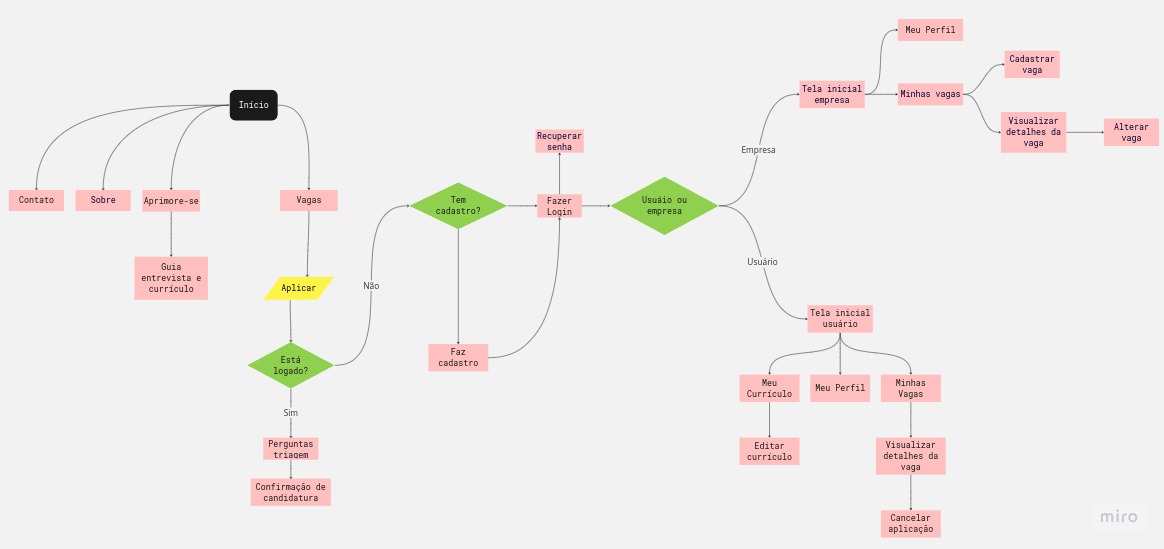 Início
Contato
Sobre
Aprimore-se
Vagas
Guia
entrevista e
currículo
Aplicar
Está
logado?
Não
Sim
Perguntas
triagem
Confirmação de
candidatura
Tem
cadastro?
Faz
cadastro
Recuperar
senha
Fazer
Login
Usuáio ou
empresa
Empresa
Tela inicial
empresa
Meu Perfil
Minhas vagas
Cadastrar
vaga
Visualizar
detalhes da
vaga
Alterar
vaga
Usuário
Tela inicial
usuário
Meu
Currículo
Meu Perfil
Minhas
Vagas
Editar
currículo
Visualizar
detalhes da
vaga
Cancelar
aplicação
miro